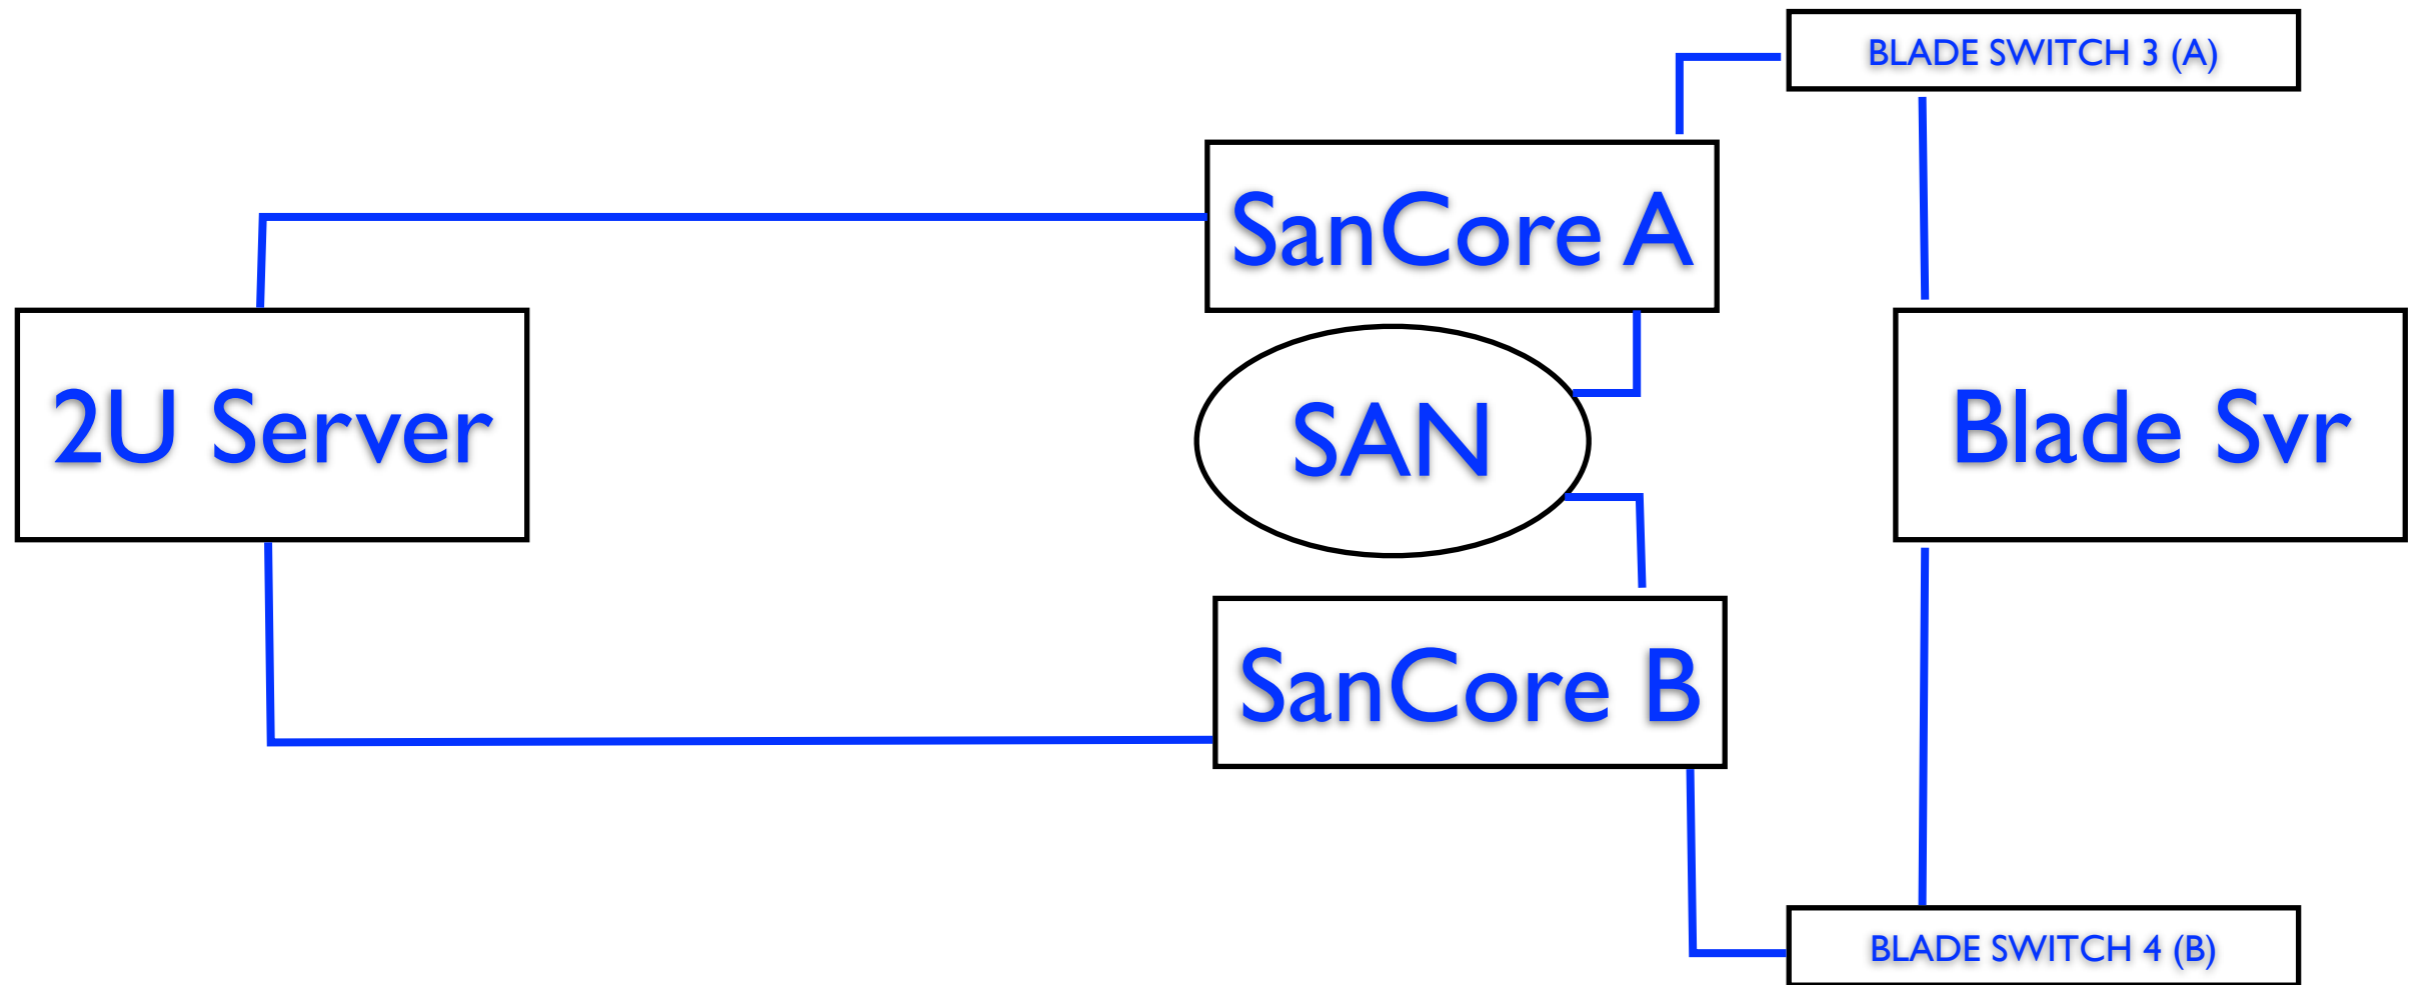 BLADE SWITCH 3 (A)
SanCore A
2U Server
SAN
Blade Svr
SanCore B
BLADE SWITCH 4 (B)